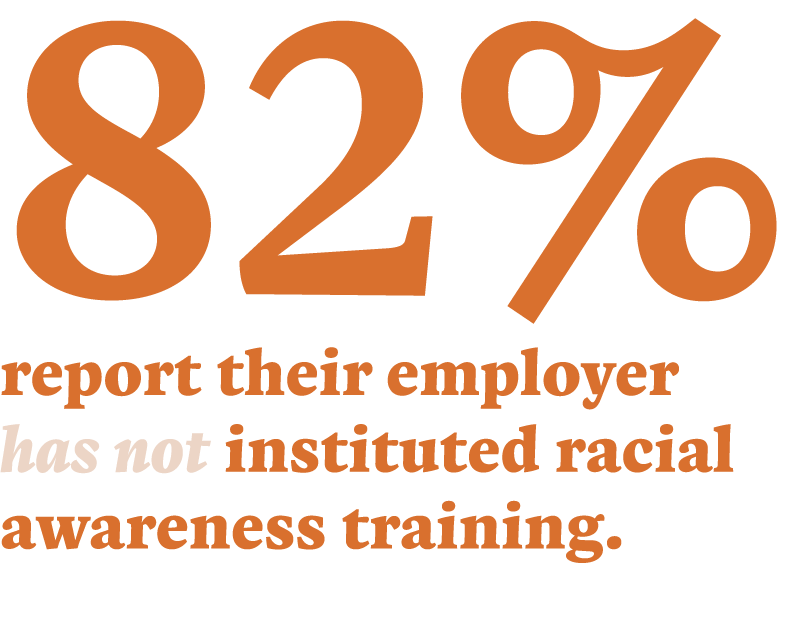 82%
report their employer
has not instituted racial
awareness training.